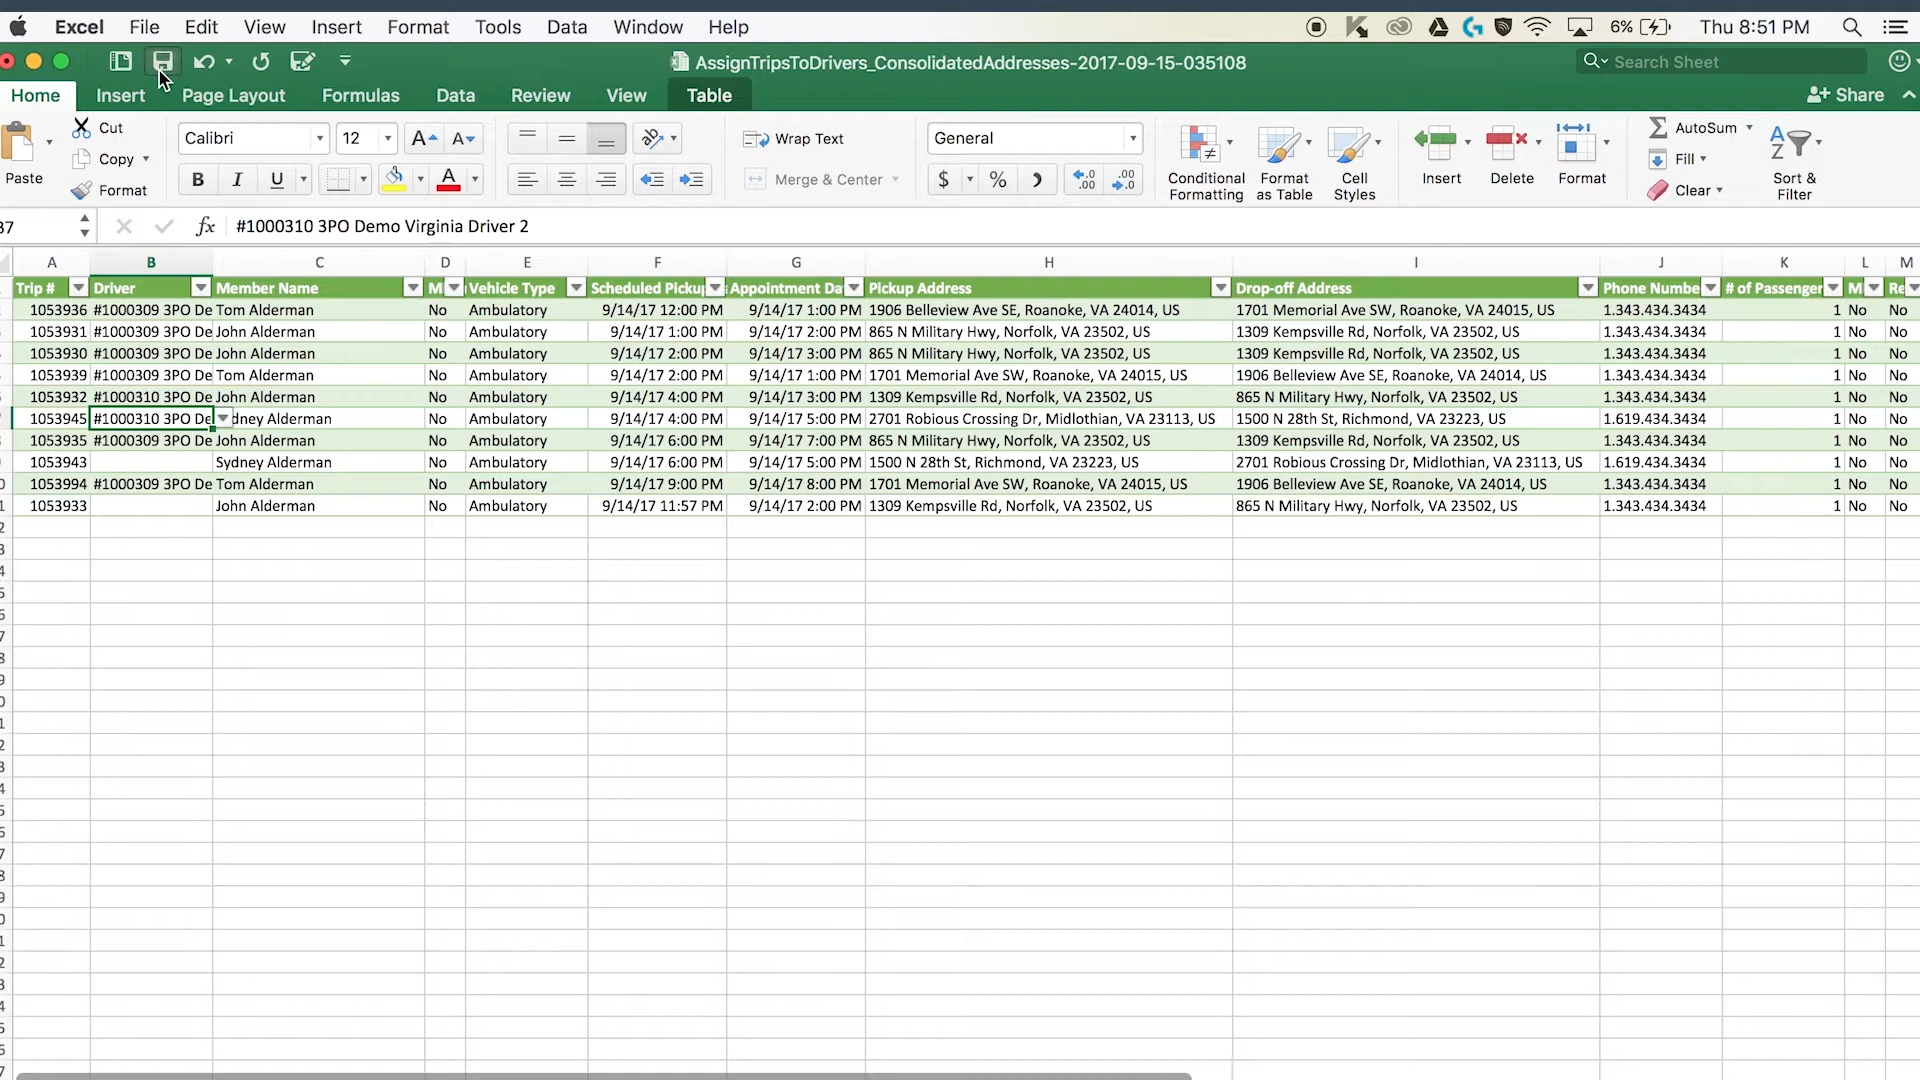 Excel File Edit View Insert Format Tools Data Window Help 6% Thu 8:51 PM
AssignTripsToDrivers_ConsolidatedAddresses-2017-09-15-035108 Search Sheet
Home Insert Page Layout Formulas Data Review View Table Share
Paste Cut Copy Format
Calibri 12 A A
B I U A
Wrap Text
Merge & Center
General
$ % .00 .00
Conditional Formatting
Format as Table
Cell Styles
Insert Delete Format
AutoSum
Fill
Clear
Sort & Filter
fx #1000310 3PO Demo Virginia Driver 2
A B C D E F G H I J K L M
Trip # Driver Member Name Vehicle Type Scheduled Pickup Appointment Da Pickup Address Drop-off Address Phone Numbe # of Passenger M Re
1053936 #1000309 3PO De Tom Alderman No Ambulatory 9/14/17 12:00 PM 9/14/17 1:00 PM 1906 Belleview Ave SE, Roanoke, VA 24014, US 1701 Memorial Ave SW, Roanoke, VA 24015, US 1.343.434.3434 1 No No
1053931 #1000309 3PO De John Alderman No Ambulatory 9/14/17 1:00 PM 9/14/17 2:00 PM 865 N Military Hwy, Norfolk, VA 23502, US 1309 Kempsville Rd, Norfolk, VA 23502, US 1.343.434.3434 1 No No
1053930 #1000309 3PO De John Alderman No Ambulatory 9/14/17 2:00 PM 9/14/17 3:00 PM 865 N Military Hwy, Norfolk, VA 23502, US 1309 Kempsville Rd, Norfolk, VA 23502, US 1.343.434.3434 1 No No
1053939 #1000309 3PO De Tom Alderman No Ambulatory 9/14/17 2:00 PM 9/14/17 1:00 PM 1701 Memorial Ave SW, Roanoke, VA 24015, US 1906 Belleview Ave SE, Roanoke, VA 24014, US 1.343.434.3434 1 No No
1053932 #1000310 3PO De John Alderman No Ambulatory 9/14/17 4:00 PM 9/14/17 3:00 PM 1309 Kempsville Rd, Norfolk, VA 23502, US 865 N Military Hwy, Norfolk, VA 23502, US 1.343.434.3434 1 No No
1053945 #1000310 3PO De dney Alderman No Ambulatory 9/14/17 4:00 PM 9/14/17 5:00 PM 2701 Robious Crossing Dr, Midlothian, VA 23113, US 1500 N 28th St, Richmond, VA 23223, US 1.619.434.3434 1 No No
1053935 #1000309 3PO De John Alderman No Ambulatory 9/14/17 6:00 PM 9/14/17 7:00 PM 865 N Military Hwy, Norfolk, VA 23502, US 1309 Kempsville Rd, Norfolk, VA 23502, US 1.343.434.3434 1 No No
1053943 Sydney Alderman No Ambulatory 9/14/17 6:00 PM 9/14/17 5:00 PM 1500 N 28th St, Richmond, VA 23223, US 2701 Robious Crossing Dr, Midlothian, VA 23113, US 1.619.434.3434 1 No No
1053994 #1000309 3PO De Tom Alderman No Ambulatory 9/14/17 9:00 PM 9/14/17 8:00 PM 1701 Memorial Ave SW, Roanoke, VA 24015, US 1906 Belleview Ave SE, Roanoke, VA 24014, US 1.343.434.3434 1 No No
1053933 John Alderman No Ambulatory 9/14/17 11:57 PM 9/14/17 2:00 PM 1309 Kempsville Rd, Norfolk, VA 23502, US 865 N Military Hwy, Norfolk, VA 23502, US 1.343.434.3434 1 No No